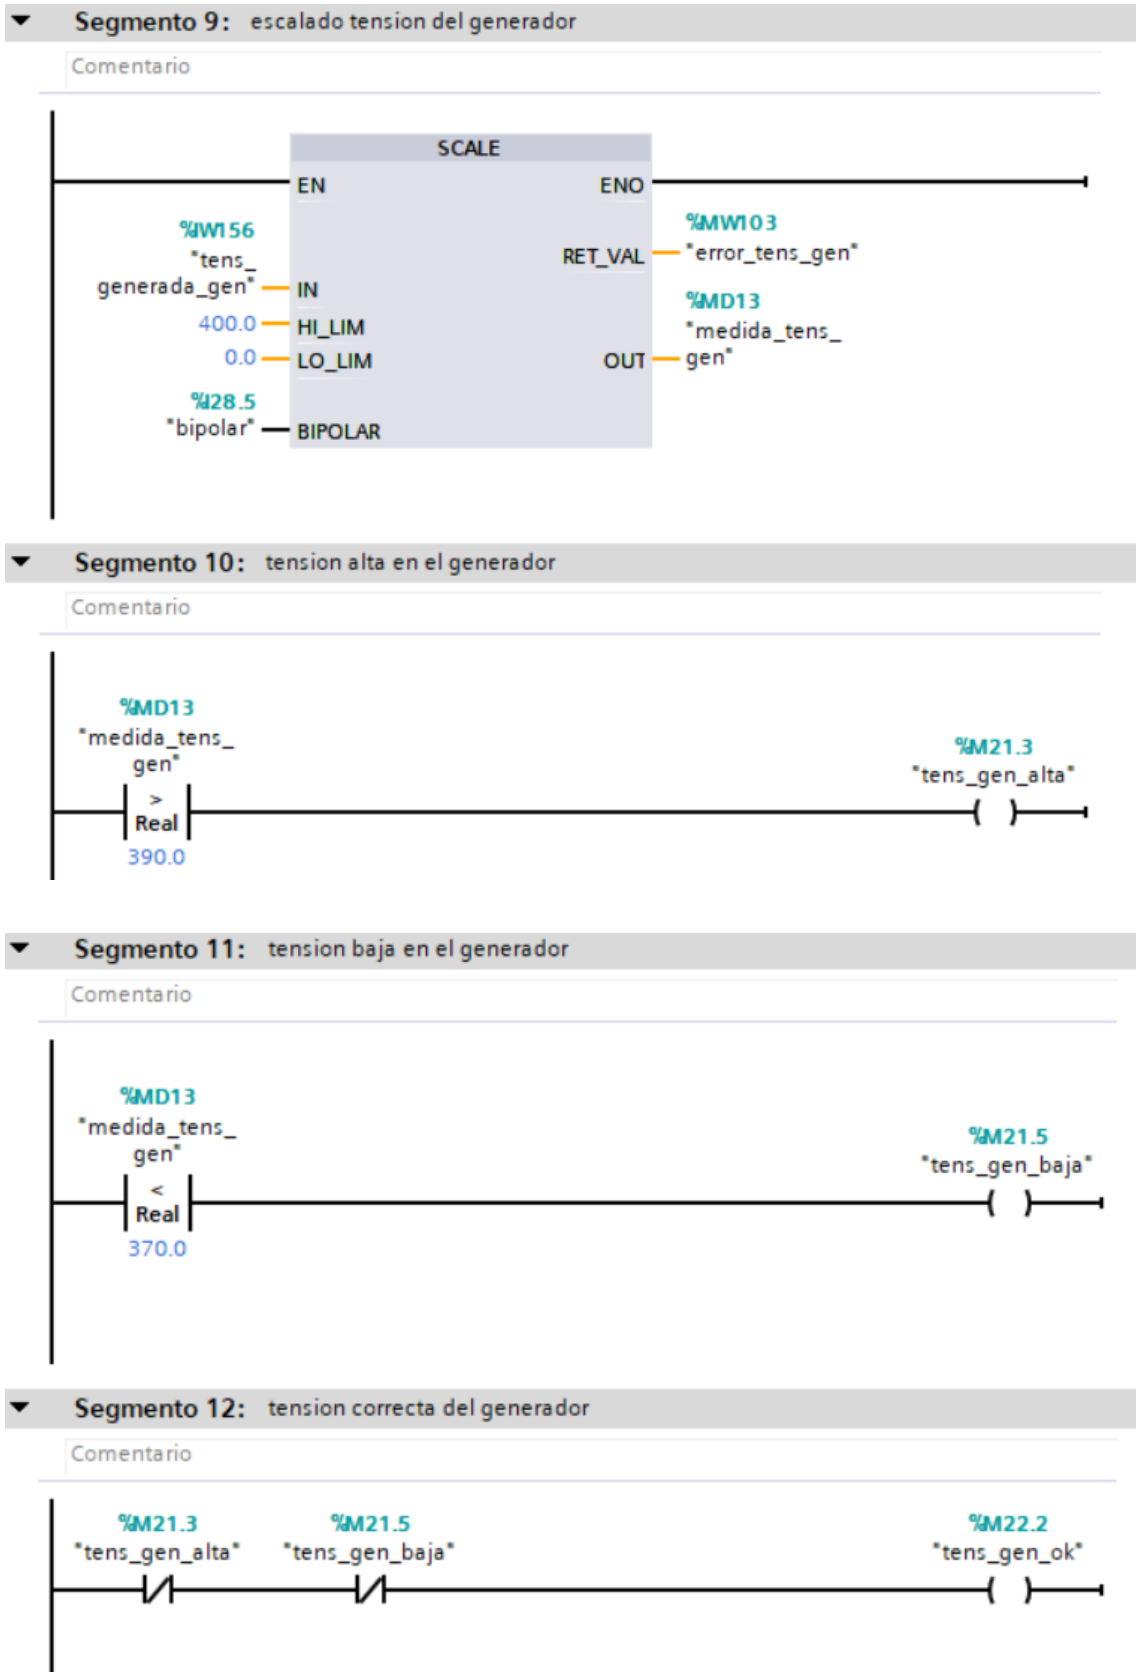 Segmento 9: escalado tension del generador
Comentario
SCALE
EN ENO
%IW156
"tens_
generada_gen" IN
%MW103
RET_VAL "error_tens_gen"
400.0 HI_LIM
%MD13
"medida_tens_
0.0 LO_LIM OUT gen"
%I28.5
"bipolar" BIPOLAR
Segmento 10: tension alta en el generador
Comentario
%MD13
"medida_tens_
gen"
>
Real
390.0
%M21.3
"tens_gen_alta"
( )
Segmento 11: tension baja en el generador
Comentario
%MD13
"medida_tens_
gen"
<
Real
370.0
%M21.5
"tens_gen_baja"
( )
Segmento 12: tension correcta del generador
Comentario
%M21.3 %M21.5 %M22.2
"tens_gen_alta" "tens_gen_baja" "tens_gen_ok"